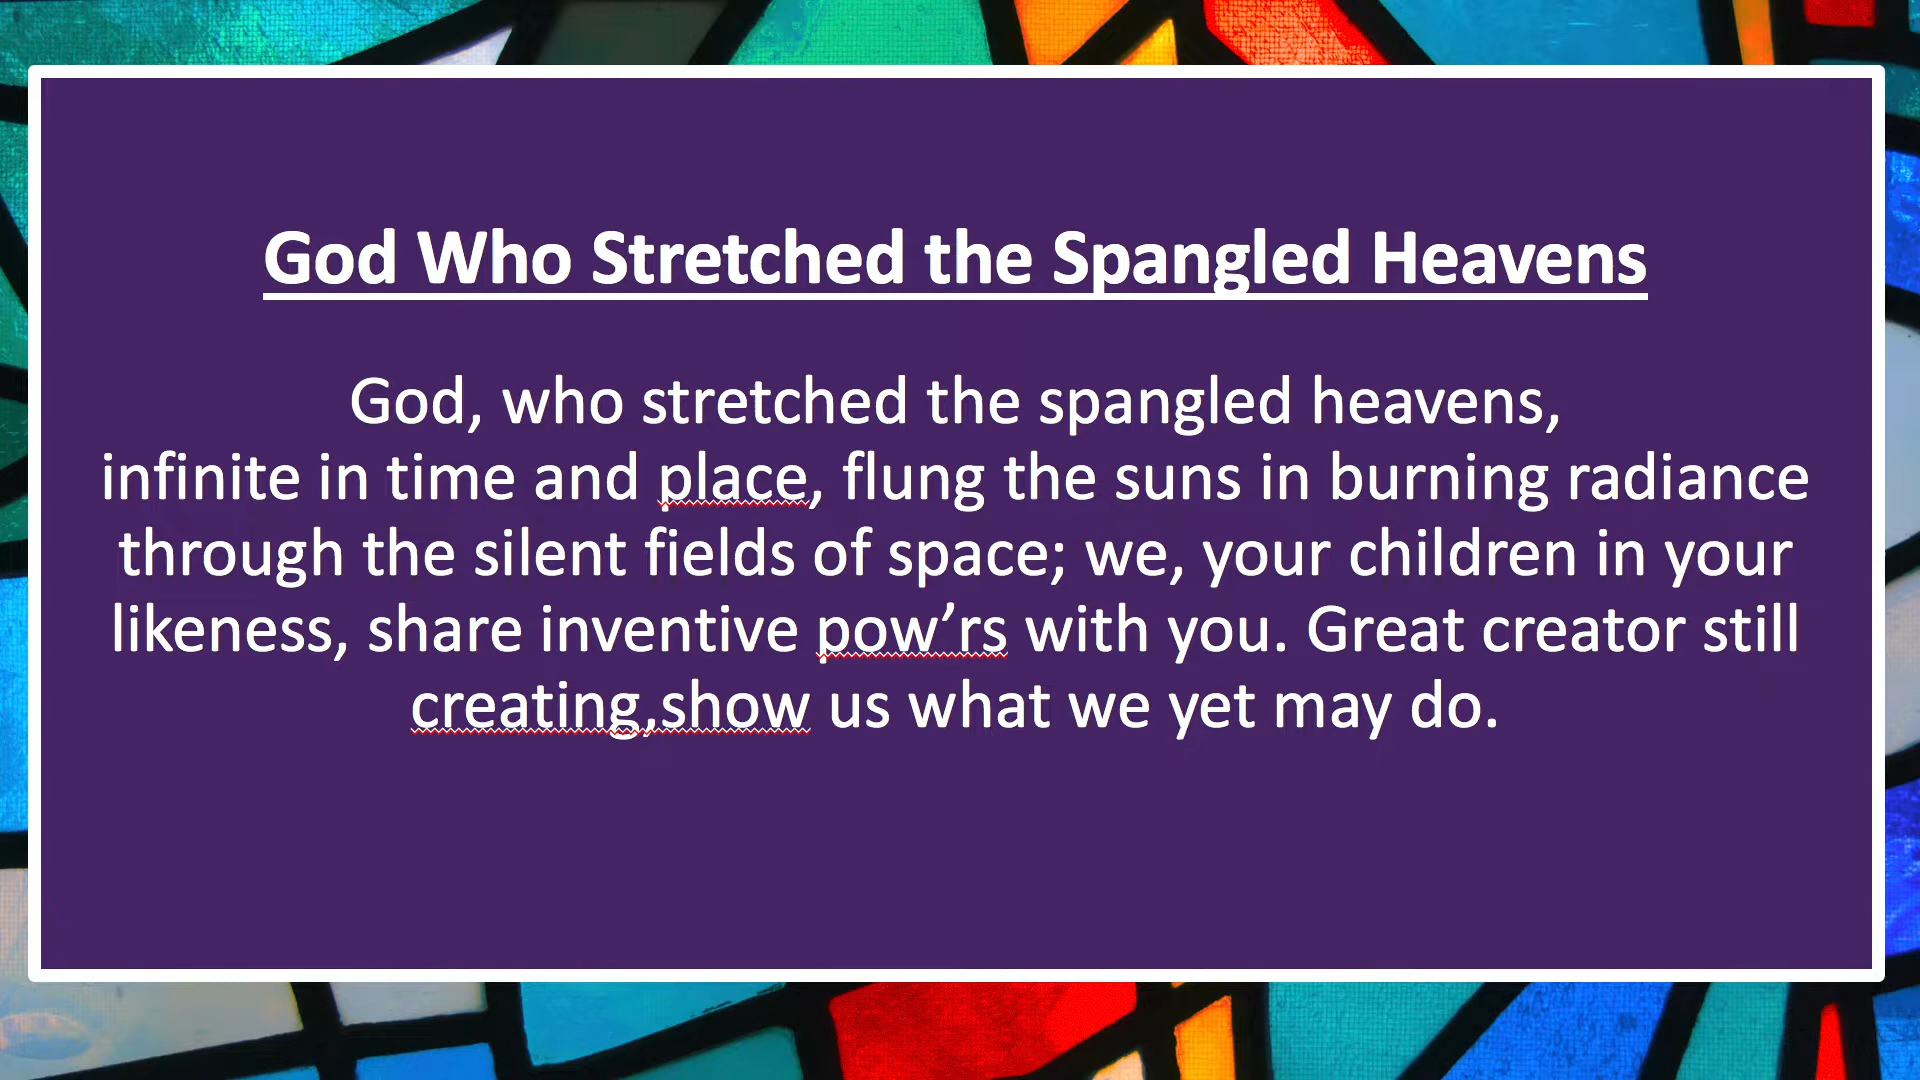 God Who Stretched the Spangled Heavens
God, who stretched the spangled heavens,
infinite in time and place, flung the suns in burning radiance
through the silent fields of space; we, your children in your
likeness, share inventive pow’rs with you. Great creator still
creating,show us what we yet may do.